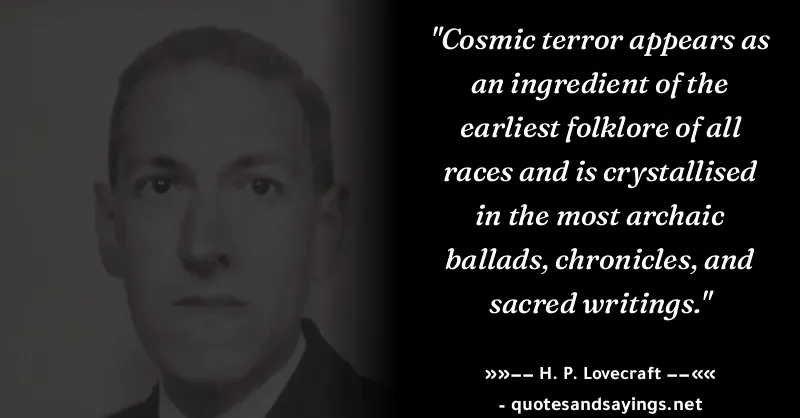 "Cosmic terror appears as
an ingredient of the
earliest folklore of all
races and is crystallised
in the most archaic
ballads, chronicles, and
sacred writings."
»»−− H. P. Lovecraft −−««
- quotesandsayings.net